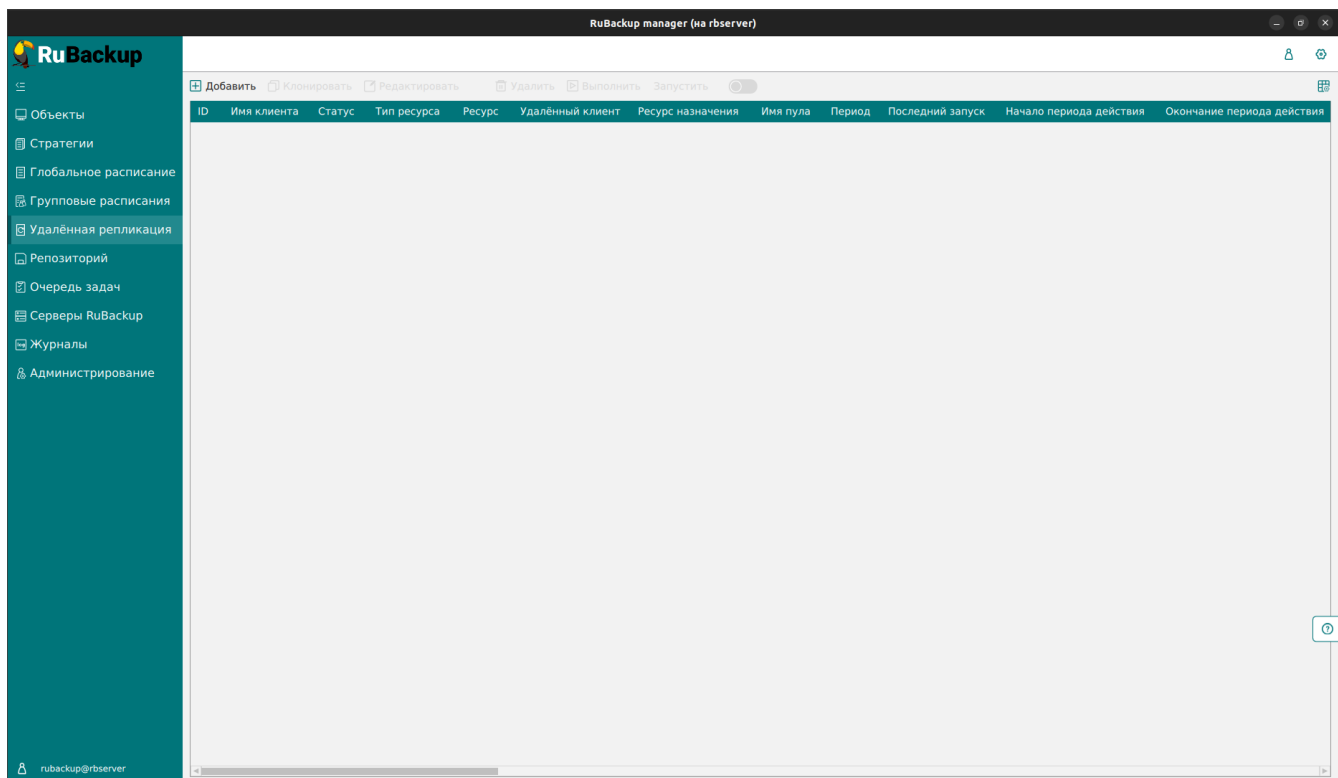 RuBackup manager (на rbserver)
RuBackup
Добавить Клонировать Редактировать Удалить Выполнить Запустить
ID Имя клиента Статус Тип ресурса Ресурс Удалённый клиент Ресурс назначения Имя пула Период Последний запуск Начало периода действия Окончание периода действия
Объекты
Стратегии
Глобальное расписание
Групповые расписания
Удалённая репликация
Репозиторий
Очередь задач
Серверы RuBackup
Журналы
Администрирование
rubackup@rbserver